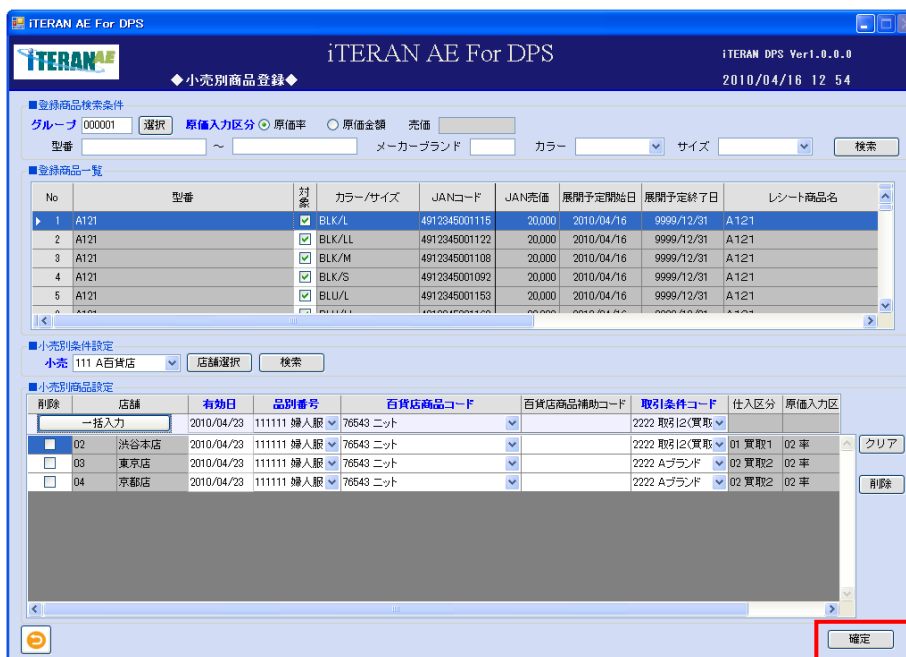 iTERAN AE For DPS
iTERAN AE
iTERAN AE For DPS
iTERAN DPS Ver1.0.0.0
◆小売別商品登録◆
2010/04/16 12 54
■登録商品検索条件
グループ 000001 選択 原価入力区分 原価率 原価金額 売価
型番 ～ メーカーブランド カラー サイズ 検索
■登録商品一覧
No 型番 対象 カラー/サイズ JANコード JAN売価 展開予定開始日 展開予定終了日 レシート商品名
1 A121 BLK/L 4912345001115 20,000 2010/04/16 9999/12/31 A121
2 A121 BLK/LL 4912345001122 20,000 2010/04/16 9999/12/31 A121
3 A121 BLK/M 4912345001108 20,000 2010/04/16 9999/12/31 A121
4 A121 BLK/S 4912345001092 20,000 2010/04/16 9999/12/31 A121
5 A121 BLU/L 4912345001153 20,000 2010/04/16 9999/12/31 A121
■小売別条件設定
小売 111 A百貨店 店舗選択 検索
■小売別商品設定
削除 店舗 有効日 品別番号 百貨店商品コード 百貨店商品補助コード 取引条件コード 仕入区分 原価入力区
一括入力 2010/04/23 111111 婦人服 76543 ニット 2222 取引2(買取
02 渋谷本店 2010/04/23 111111 婦人服 76543 ニット 2222 取引2(買取 01 買取1 02 率 クリア
03 東京店 2010/04/23 111111 婦人服 76543 ニット 2222 Aブランド 02 買取2 02 率
04 京都店 2010/04/23 111111 婦人服 76543 ニット 2222 Aブランド 02 買取2 02 率 削除
確定